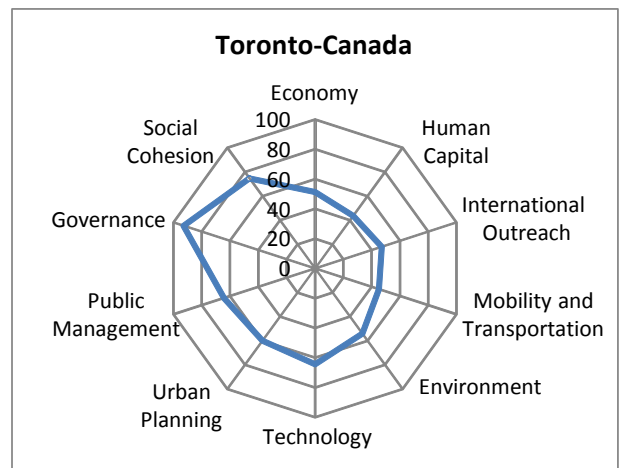 Toronto-Canada
Economy
Human
Capital
International
Outreach
Mobility and
Transportation
Environment
Technology
Urban
Planning
Public
Management
Governance
Social
Cohesion
100
80
60
40
20
0